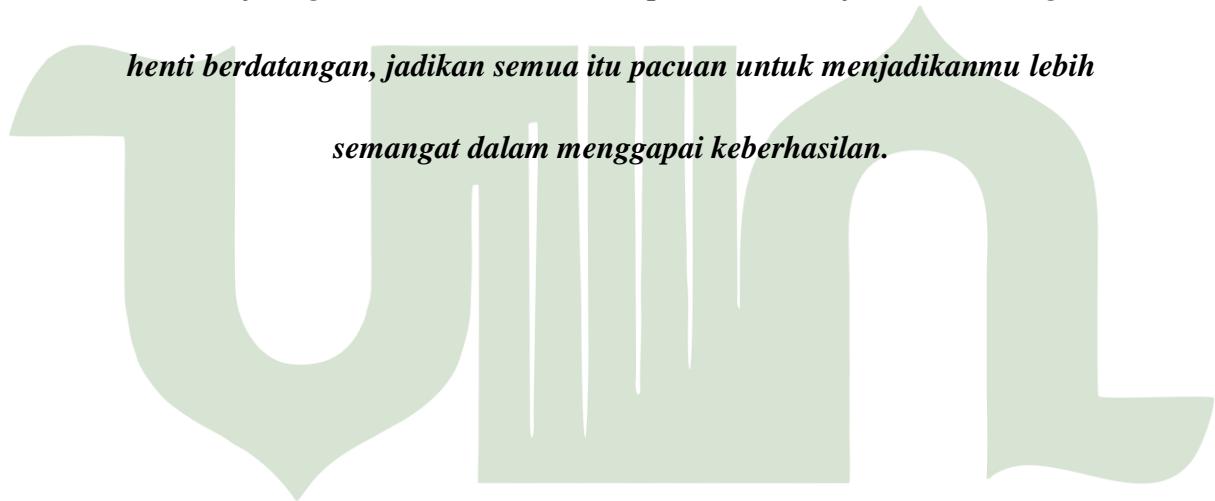 henti berdatangan, jadikan semua itu pacuan untuk menjadikanmu lebih
semangat dalam menggapai keberhasilan.